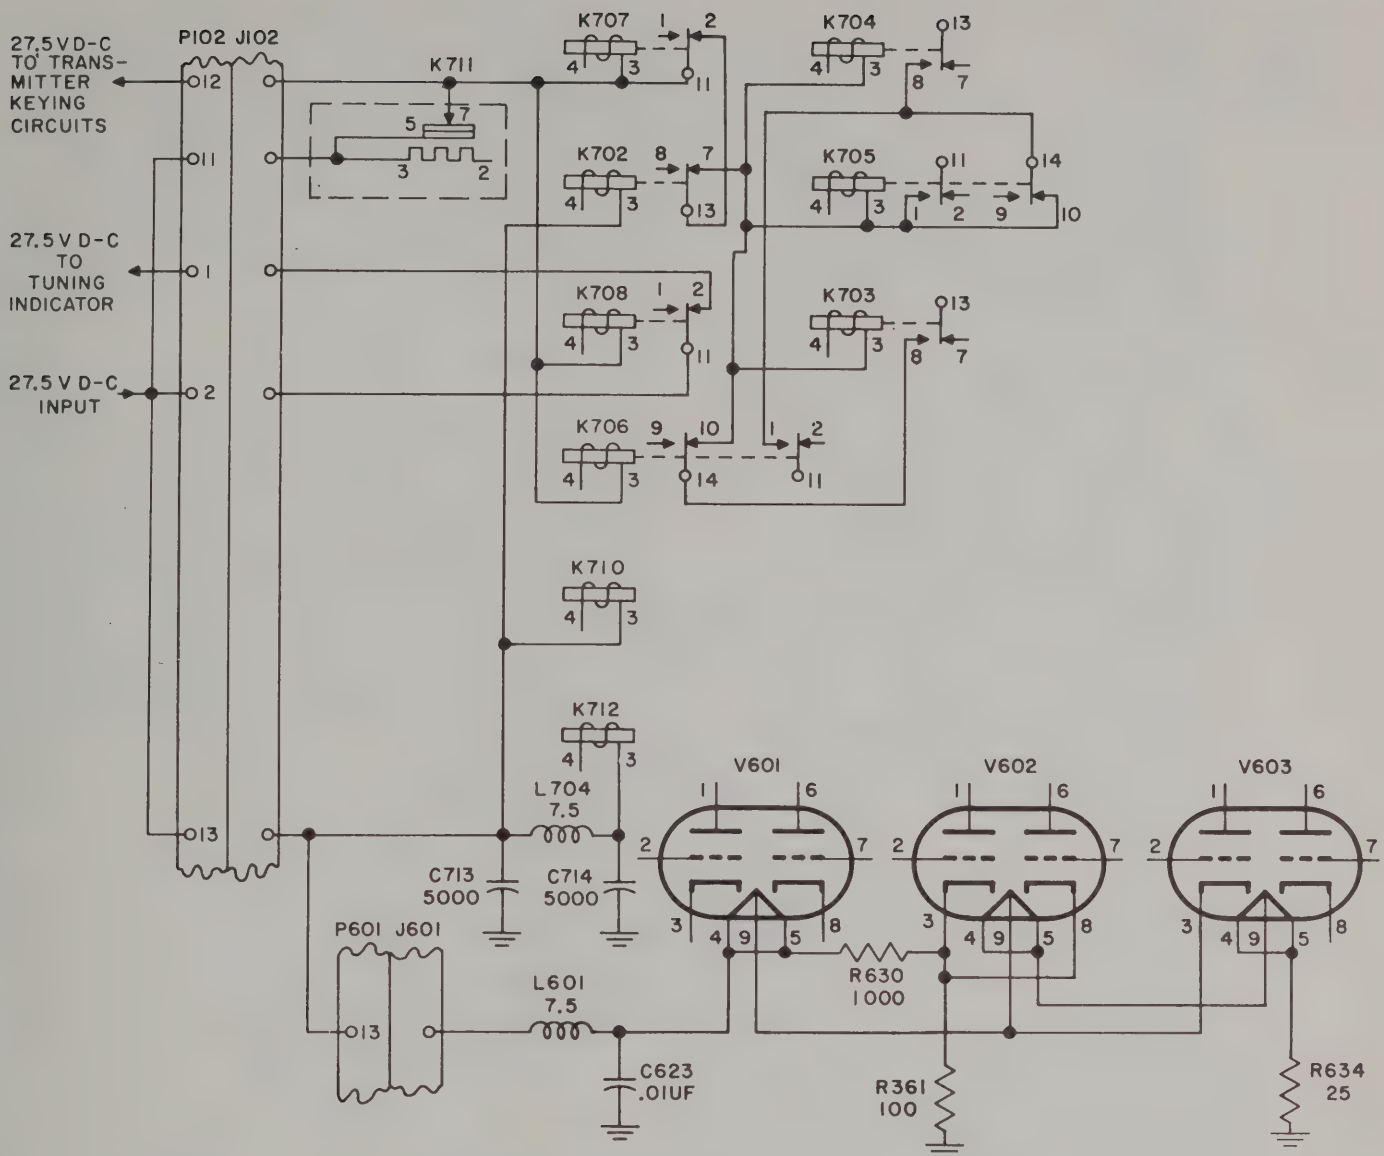 27.5 V D-C
TO TRANS-
MITTER
KEYING
CIRCUITS
P102 J102
12
11
27.5 V D-C
TO
TUNING
INDICATOR
1
27.5 V D-C
INPUT
2
13
K711
7
5
3 2
K707
1 2
4 3
11
K702
8 7
4 3
13
K708
1 2
4 3
11
K706
9 10
1 2
4 3
14
11
K704
13
4 3
8 7
K705
11 14
4 3
1 2 9 10
K703
13
4 3
8 7
K710
4 3
K712
4 3
L704
7.5
C713
5000
C714
5000
P601 J601
13
L601
7.5
C623
.01UF
V601
1 6
2 7
3 4 9 5 8
R630
1000
V602
1 6
2 7
3 4 9 5 8
R361
100
V603
1 6
2 7
3 4 9 5 8
R634
25